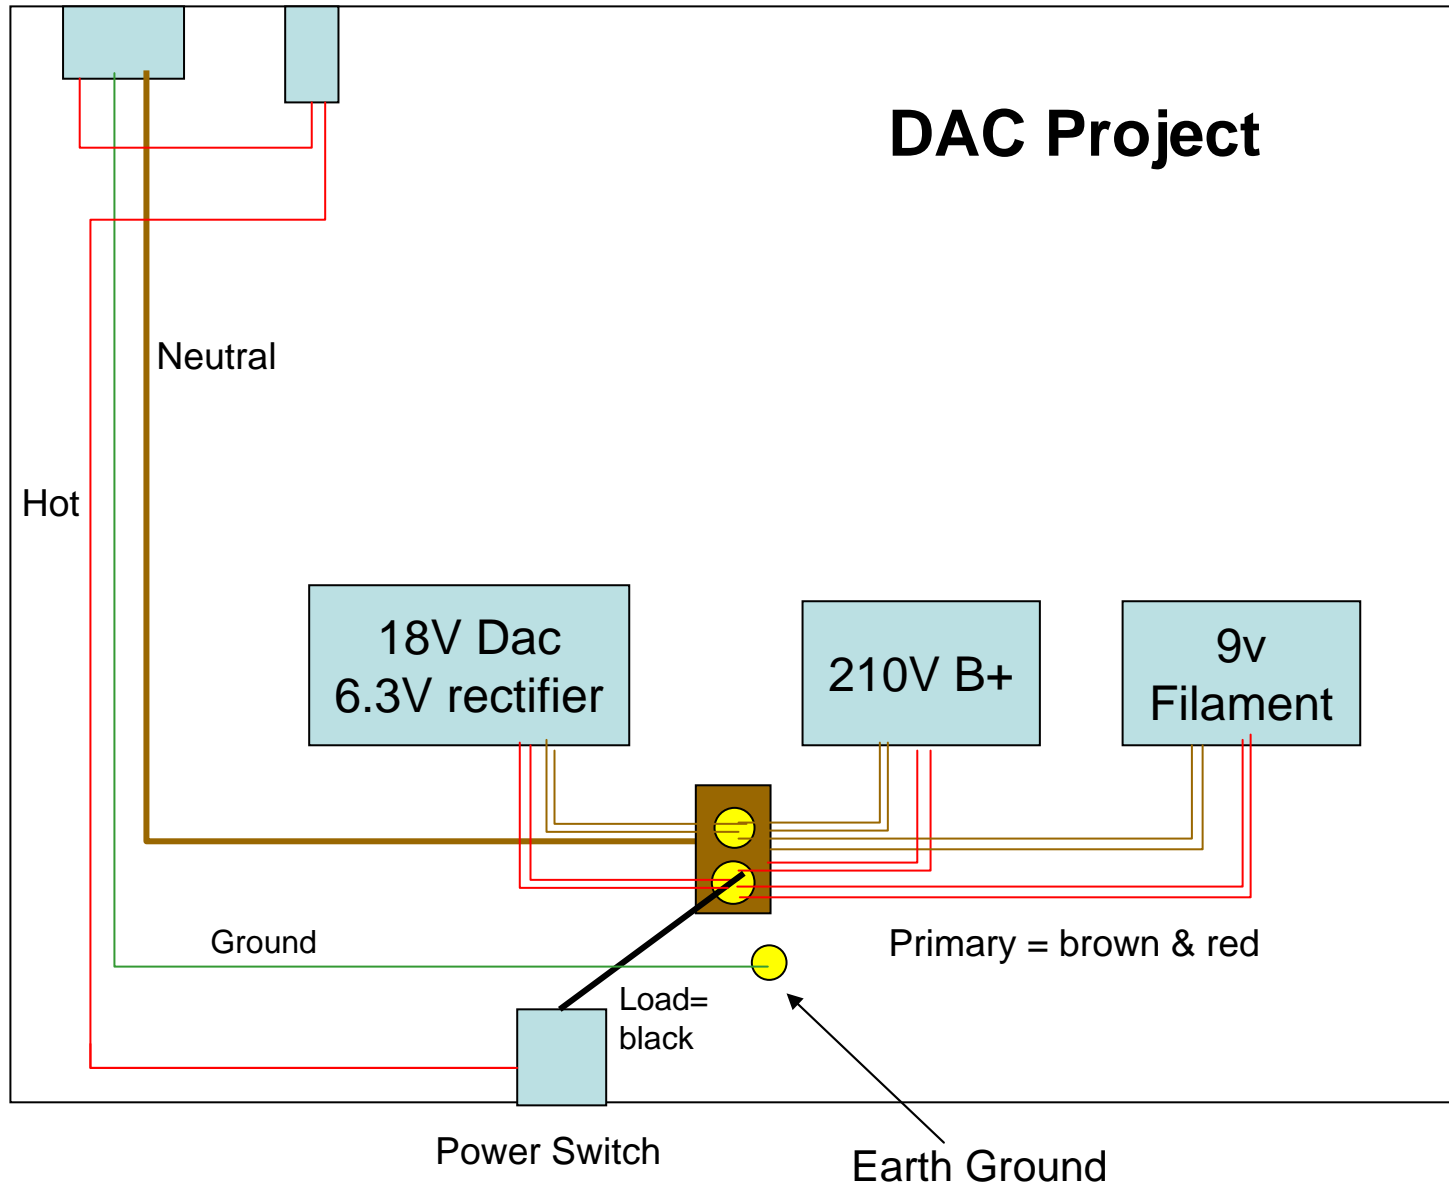 DAC Project
Neutral
Hot
18V Dac
6.3V rectifier
210V B+
9v
Filament
Ground
Primary = brown & red
Load=
black
Power Switch
Earth Ground